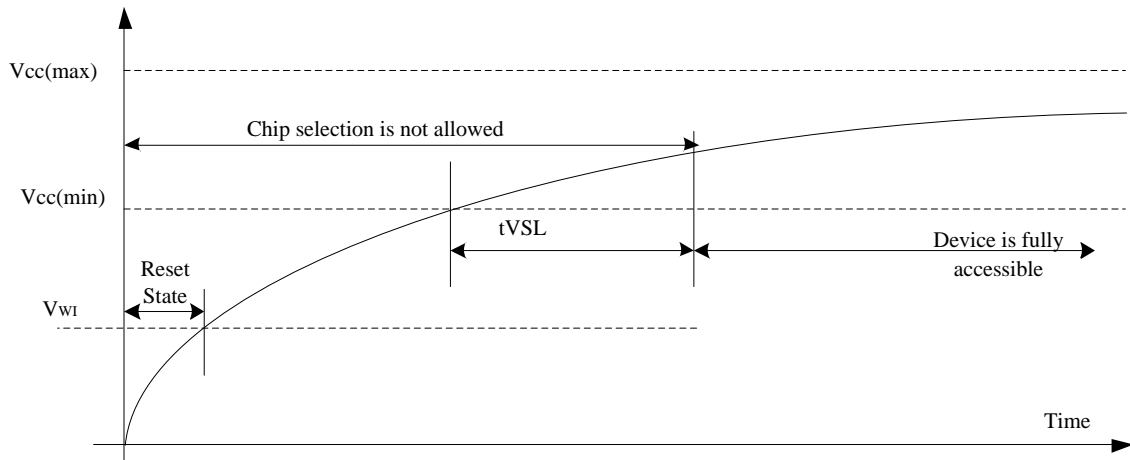 Vcc(max)
Chip selection is not allowed
Vcc(min)
tVSL
Device is fully
accessible
Reset
State
VWI
Time